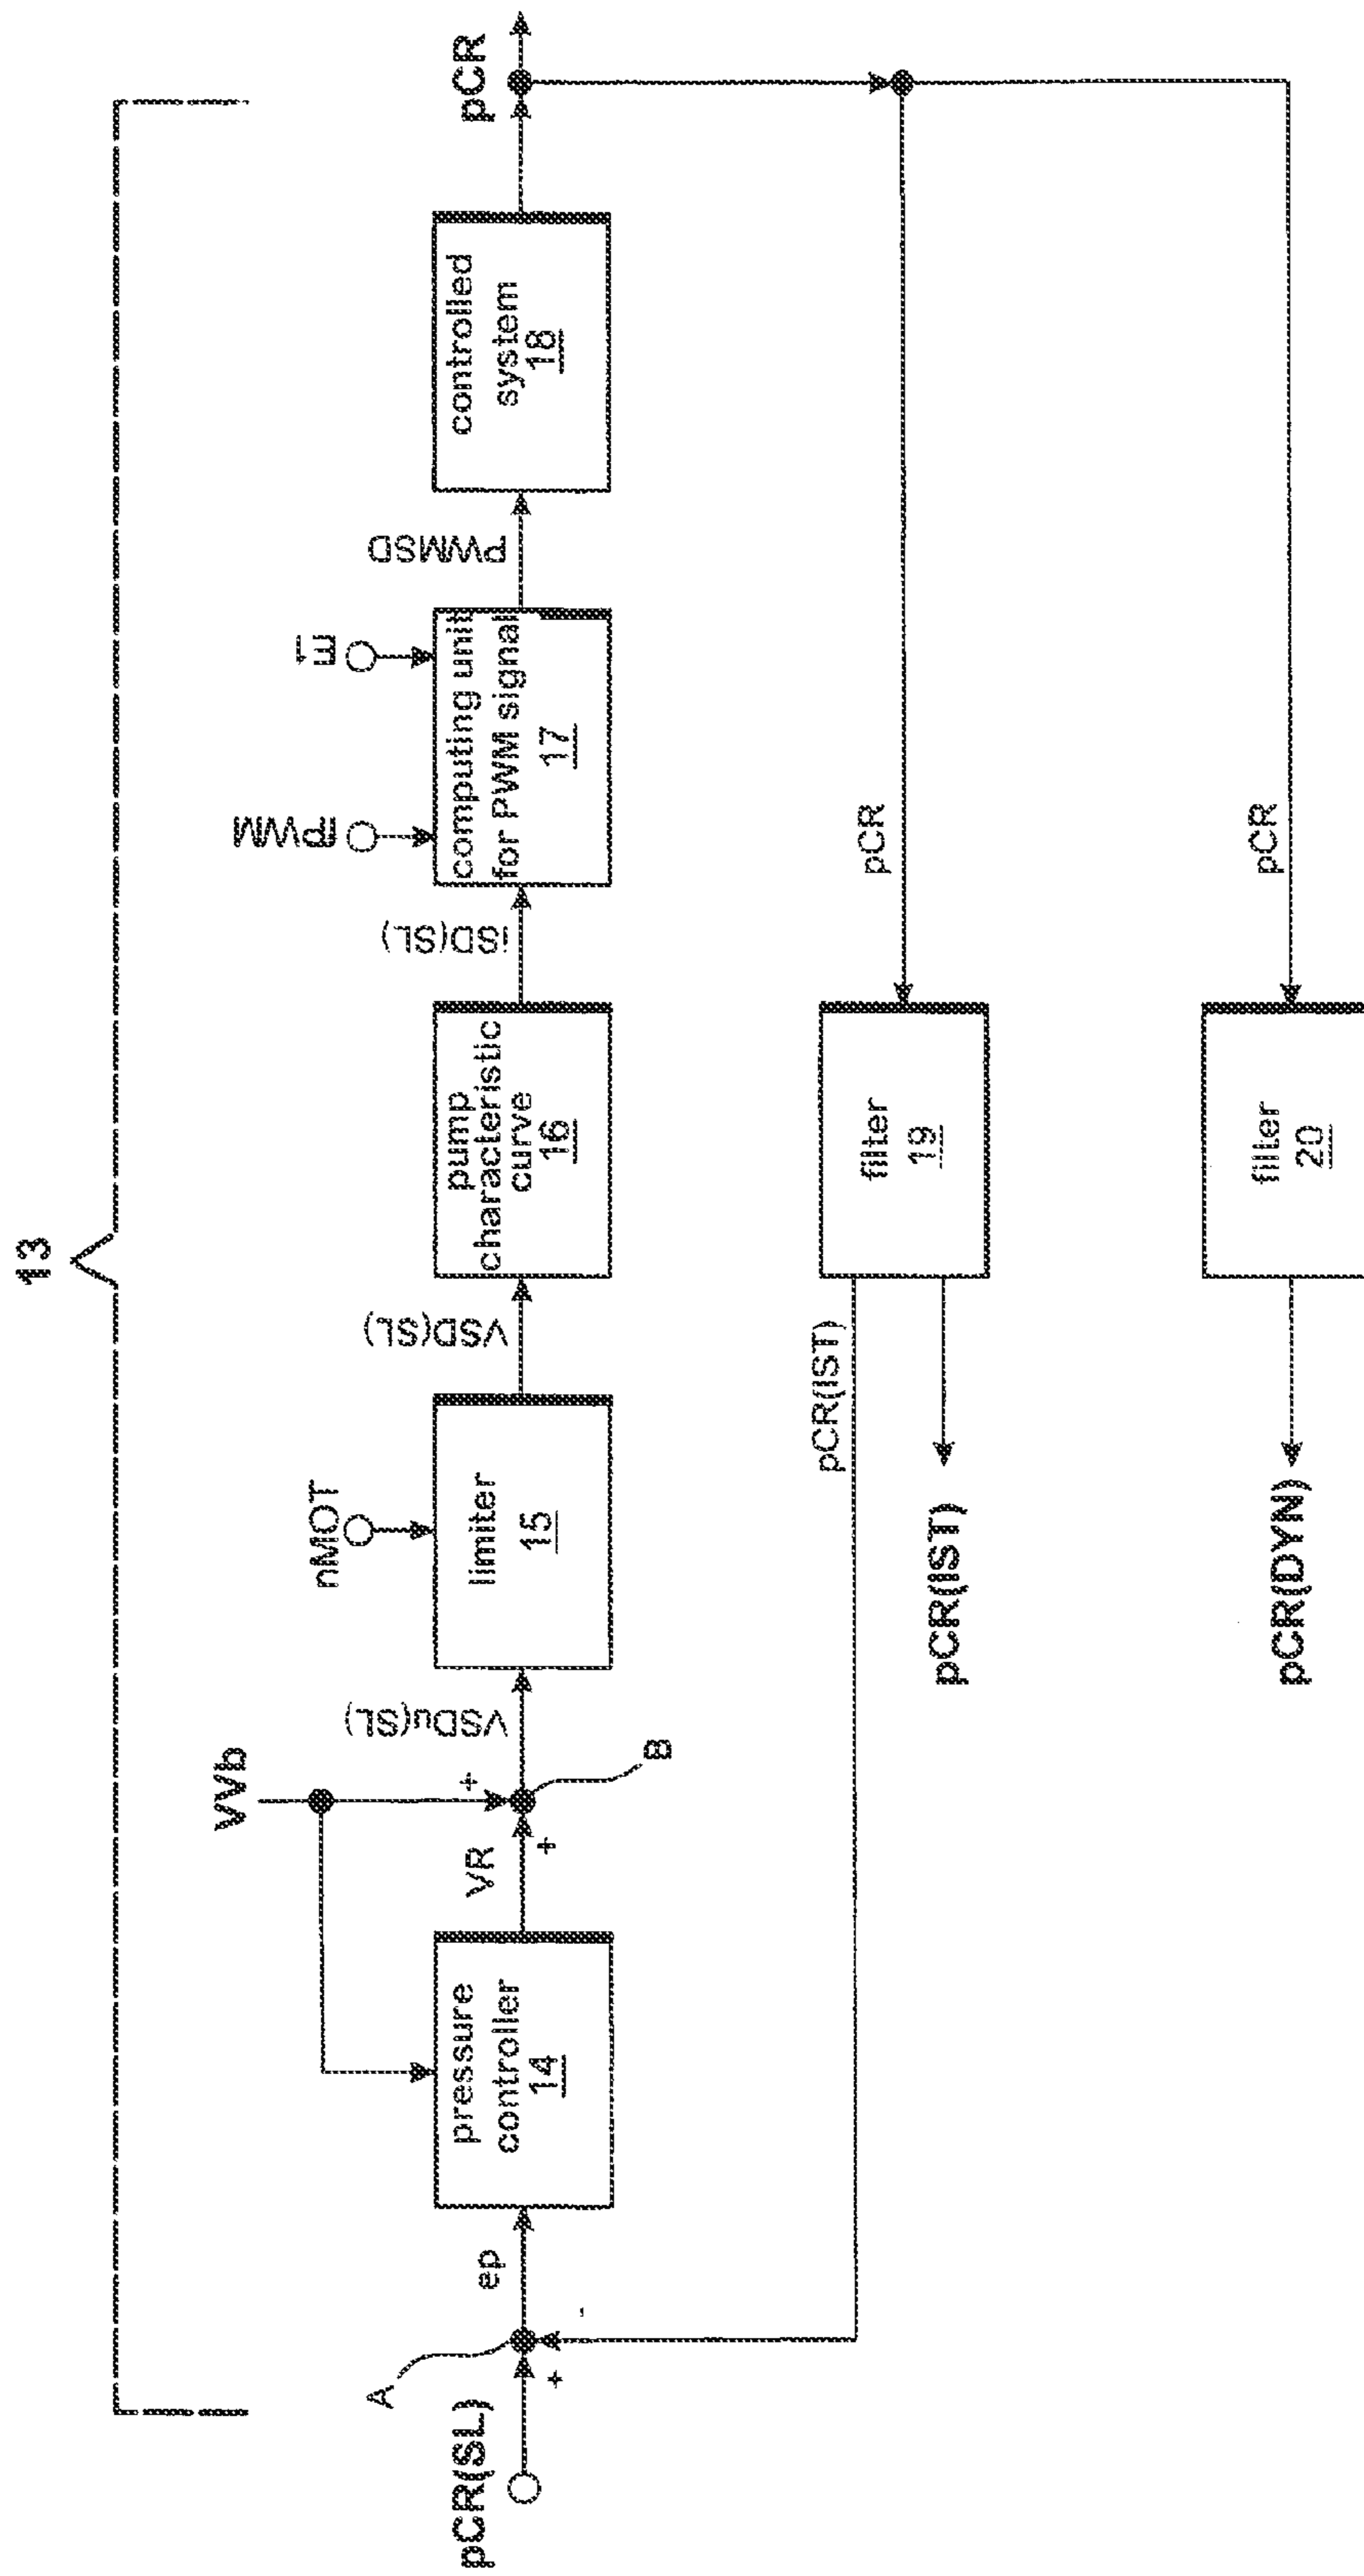 13
pCR(SL)
A
+
-
ep
pressure
controller
14
VVb
VR
+
+
B
VSDu(SL)
nMOT
limiter
15
VSD(SL)
pump
characteristic
curve
16
iSD(SL)
fPWM
E1
computing unit
for PWM signal
17
PWMSD
controlled
system
18
pCR
pCR(IST)
filter
19
pCR
pCR(IST)
filter
20
pCR
pCR(DYN)